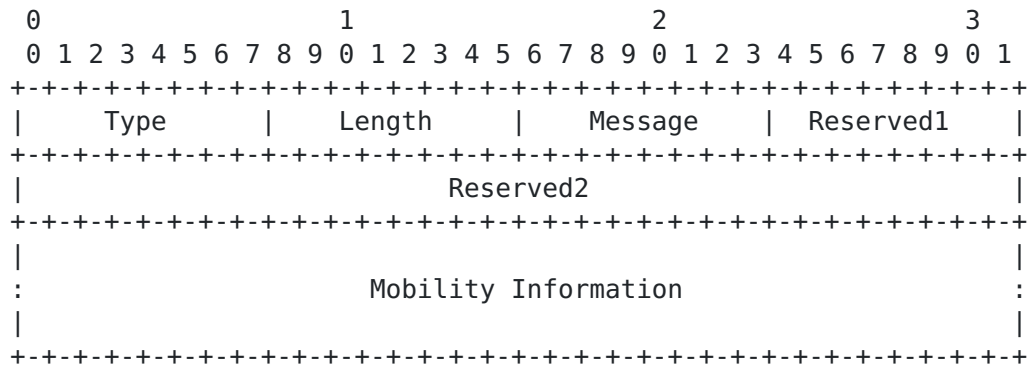 0                   1                   2                   3
 0 1 2 3 4 5 6 7 8 9 0 1 2 3 4 5 6 7 8 9 0 1 2 3 4 5 6 7 8 9 0 1
+-+-+-+-+-+-+-+-+-+-+-+-+-+-+-+-+-+-+-+-+-+-+-+-+-+-+-+-+-+-+-+-+
|     Type      |    Length     |    Message    |  Reserved1    |
+-+-+-+-+-+-+-+-+-+-+-+-+-+-+-+-+-+-+-+-+-+-+-+-+-+-+-+-+-+-+-+-+
|                           Reserved2                           |
+-+-+-+-+-+-+-+-+-+-+-+-+-+-+-+-+-+-+-+-+-+-+-+-+-+-+-+-+-+-+-+-+
|                                                               |
:                      Mobility Information                     :
|                                                               |
+-+-+-+-+-+-+-+-+-+-+-+-+-+-+-+-+-+-+-+-+-+-+-+-+-+-+-+-+-+-+-+-+